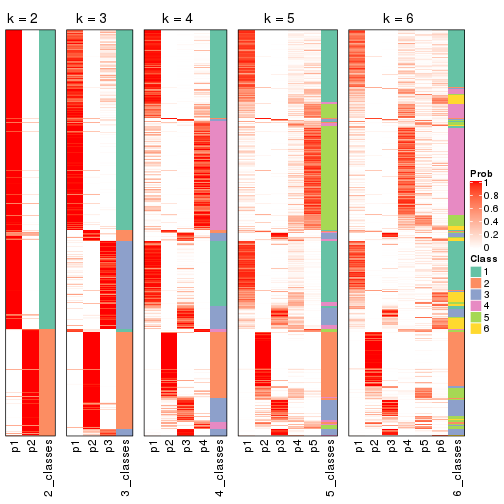 k = 2
k = 3
k = 4
k = 5
k = 6
Prob
1
0.8
0.6
0.4
0.2
0
Class
1
2
3
4
5
6
p1 p2 2_classes
p1 p2 p3 3_classes
p1 p2 p3 p4 4_classes
p1 p2 p3 p4 p5 5_classes
p1 p2 p3 p4 p5 p6 6_classes